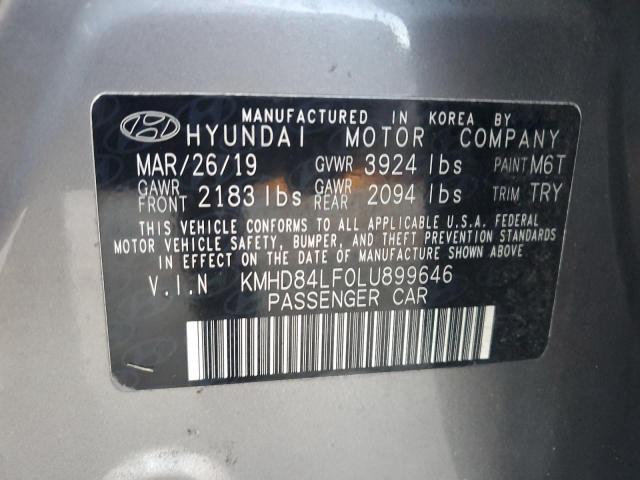 MANUFACTURED IN KOREA BY
HYUNDAI MOTOR COMPANY
MAR/26/19 GVWR 3924 lbs PAINT M6T
GAWR FRONT 2183 lbs GAWR REAR 2094 lbs TRIM TRY
THIS VEHICLE CONFORMS TO ALL APPLICABLE U.S.A. FEDERAL
MOTOR VEHICLE SAFETY, BUMPER, AND THEFT PREVENTION STANDARDS
IN EFFECT ON THE DATE OF MANUFACTURE SHOWN ABOVE.
V.I.N KMHD84LF0LU899646
PASSENGER CAR